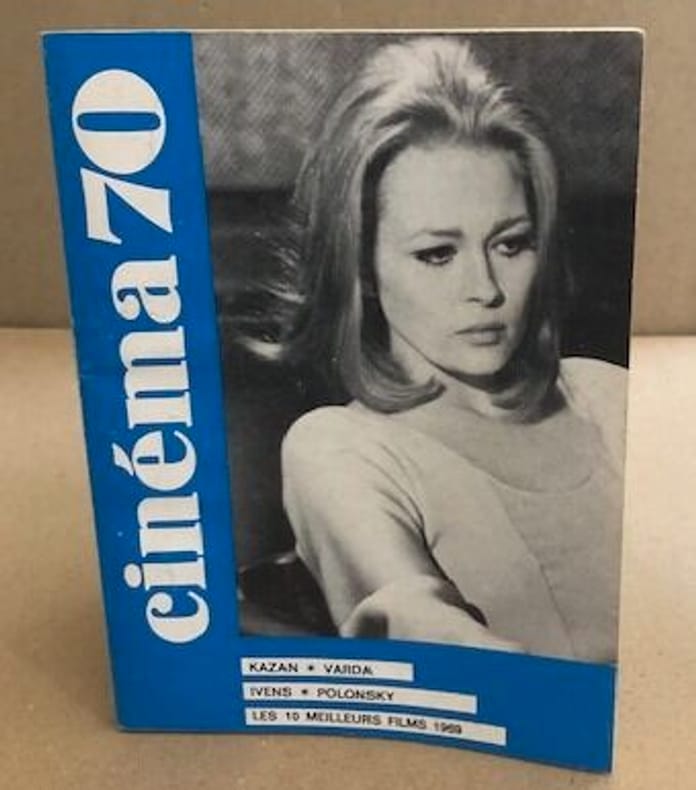 cinéma 70
KAZAN * VARDA
IVENS * POLONSKY
LES 10 MEILLEURS FILMS 1969